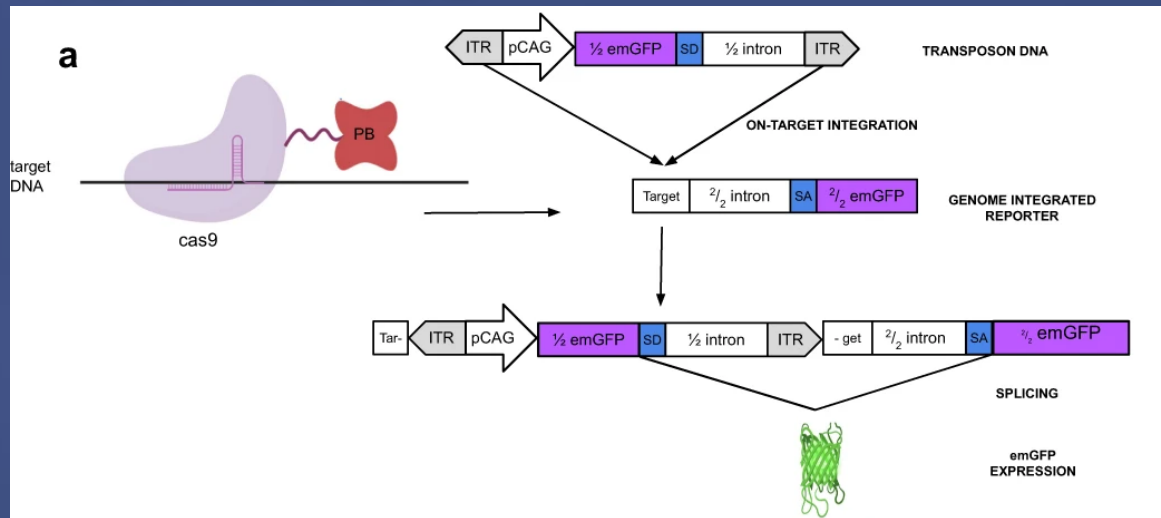 a
ITR pCAG ½ emGFP SD ½ intron ITR
TRANSPOSON DNA
PB
ON-TARGET INTEGRATION
target
DNA
Target 2/2 intron SA 2/2 emGFP
GENOME INTEGRATED
REPORTER
cas9
Tar- ITR pCAG ½ emGFP SD ½ intron ITR - get 2/2 intron SA 2/2 emGFP
SPLICING
emGFP
EXPRESSION